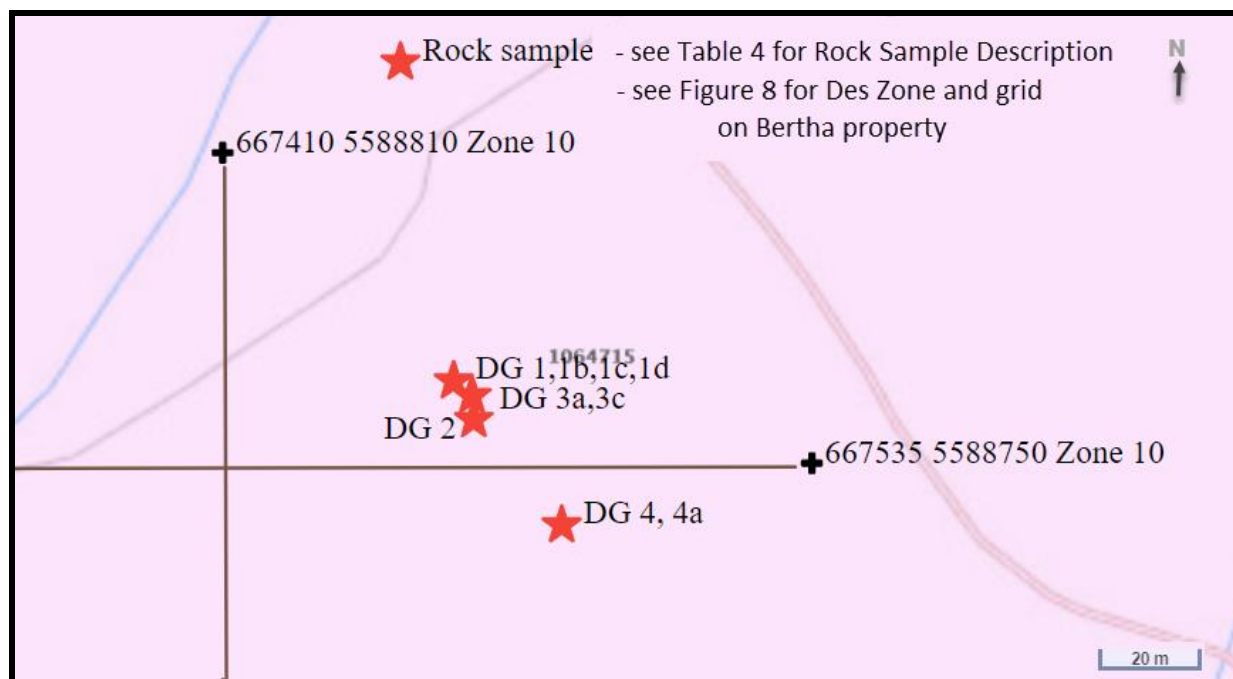 Rock sample - see Table 4 for Rock Sample Description
N
- see Figure 8 for Des Zone and grid
on Bertha property
667410 5588810 Zone 10
1064715
DG 1,1b,1c,1d
DG 3a,3c
DG 2
667535 5588750 Zone 10
DG 4, 4a
20 m